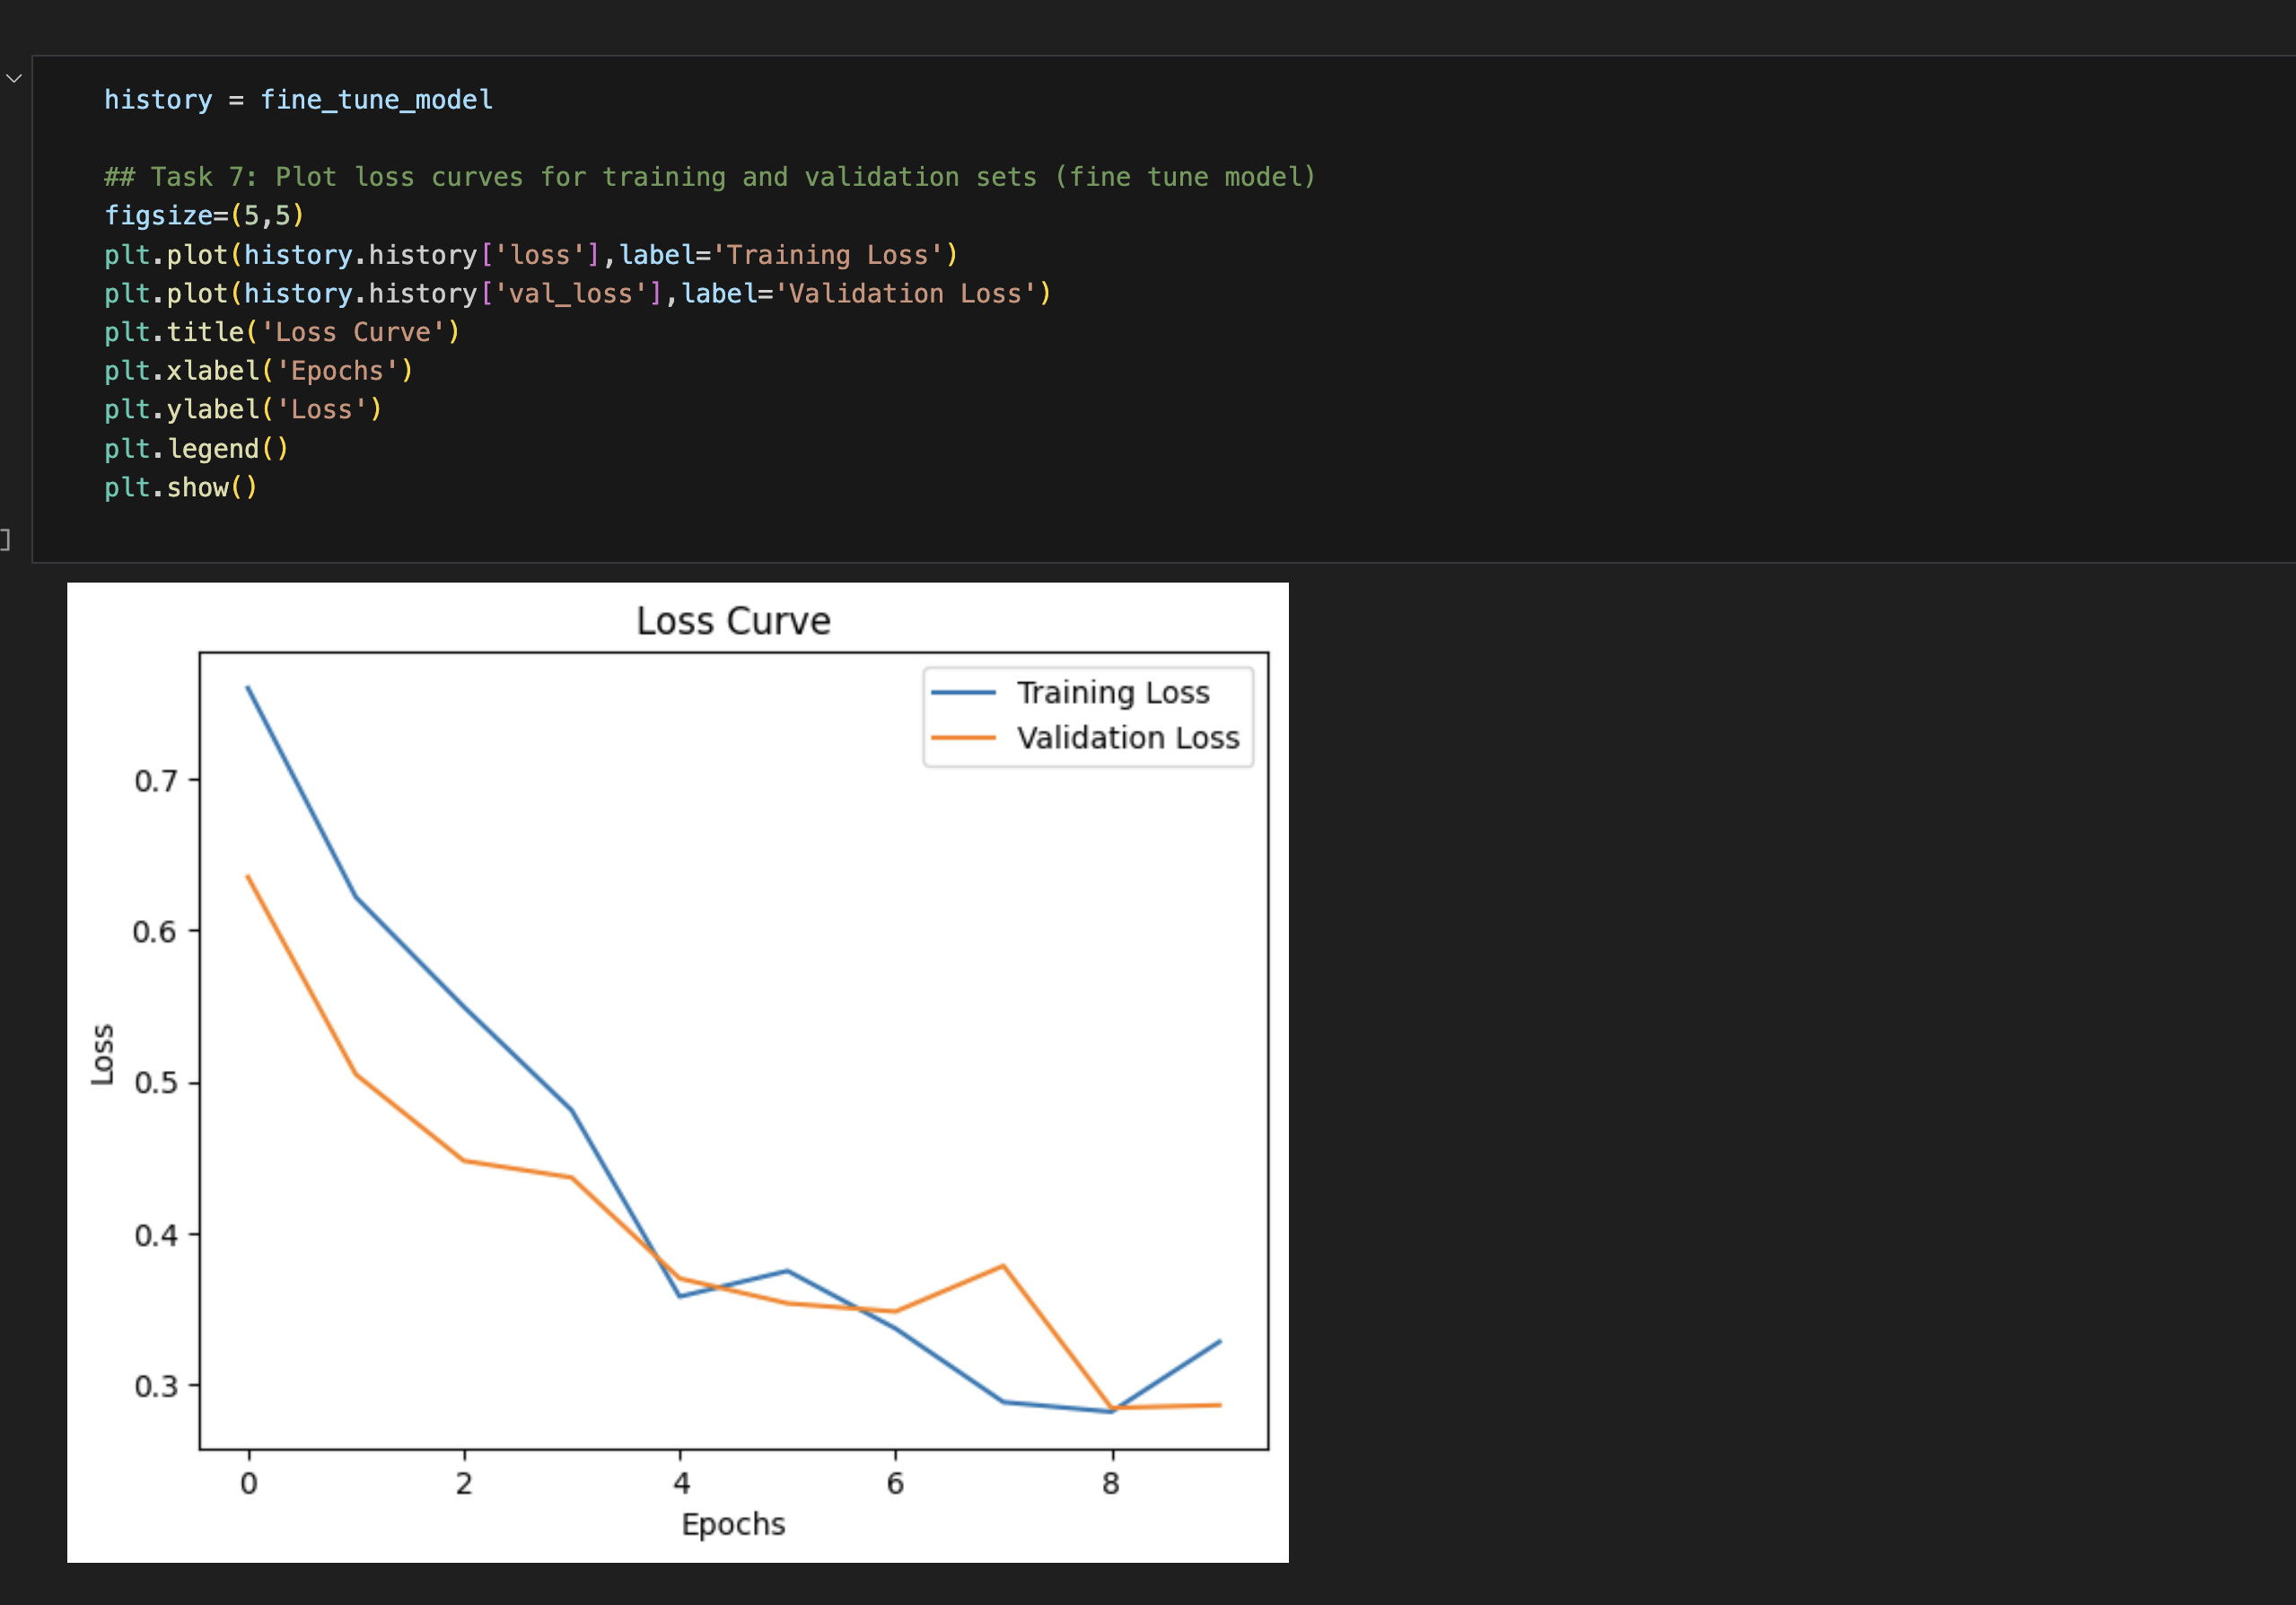 history = fine_tune_model
## Task 7: Plot loss curves for training and validation sets (fine tune model)
figsize=(5,5)
plt.plot(history.history['loss'],label='Training Loss')
plt.plot(history.history['val_loss'],label='Validation Loss')
plt.title('Loss Curve')
plt.xlabel('Epochs')
plt.ylabel('Loss')
plt.legend()
plt.show()
]
Loss Curve
Training Loss
Validation Loss
0.7
0.6
0.5
0.4
0.3
Loss
0 2 4 6 8
Epochs